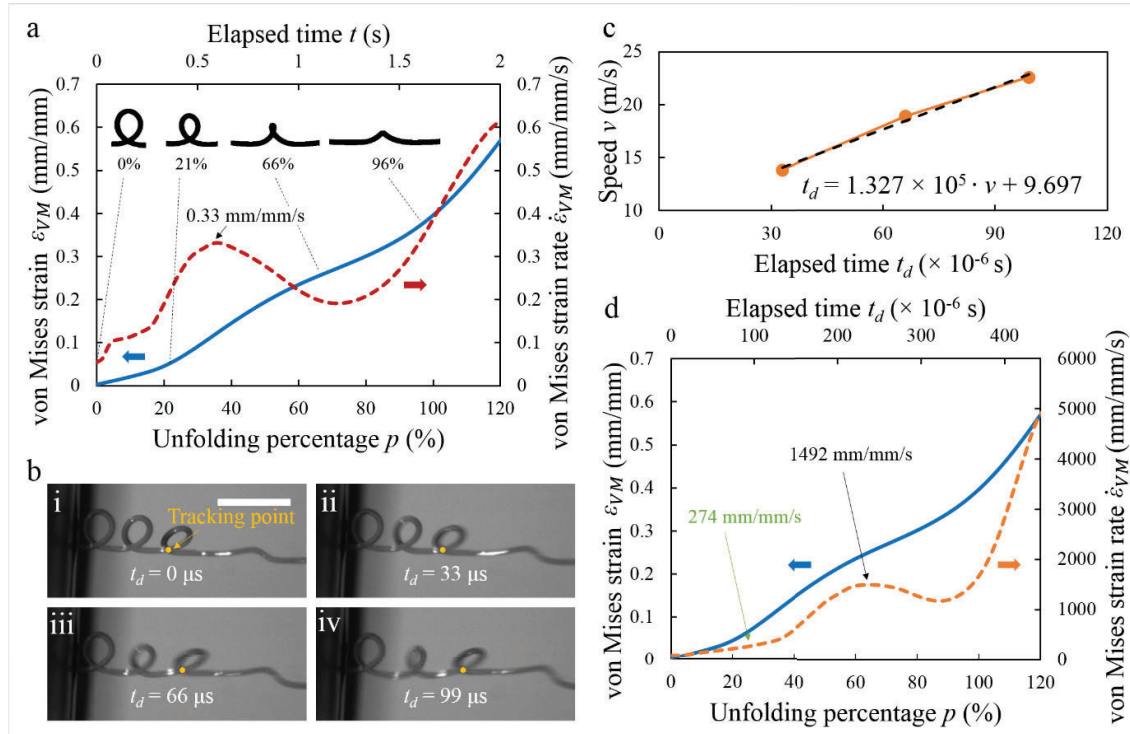 a
Elapsed time t (s)
0 0.5 1 1.5 2
von Mises strain ε_VM (mm/mm)
0.7
0.6
0.5
0.4
0.3
0.2
0.1
0
0% 21% 66% 96%
0.33 mm/mm/s
0.7
0.6
0.5
0.4
0.3
0.2
0.1
0
von Mises strain rate ε̇_VM (mm/mm/s)
0 20 40 60 80 100 120
Unfolding percentage p (%)
b
i
Tracking point
t_d = 0 μs
ii
t_d = 33 μs
iii
t_d = 66 μs
iv
t_d = 99 μs
c
Speed v (m/s)
25
20
15
10
t_d = 1.327 × 10⁵ · v + 9.697
0 30 60 90 120
Elapsed time t_d (× 10⁻⁶ s)
d
Elapsed time t_d (× 10⁻⁶ s)
0 100 200 300 400
von Mises strain ε_VM (mm/mm)
0.7
0.6
0.5
0.4
0.3
0.2
0.1
0
1492 mm/mm/s
274 mm/mm/s
6000
5000
4000
3000
2000
1000
0
von Mises strain rate ε̇_VM (mm/mm/s)
0 20 40 60 80 100 120
Unfolding percentage p (%)